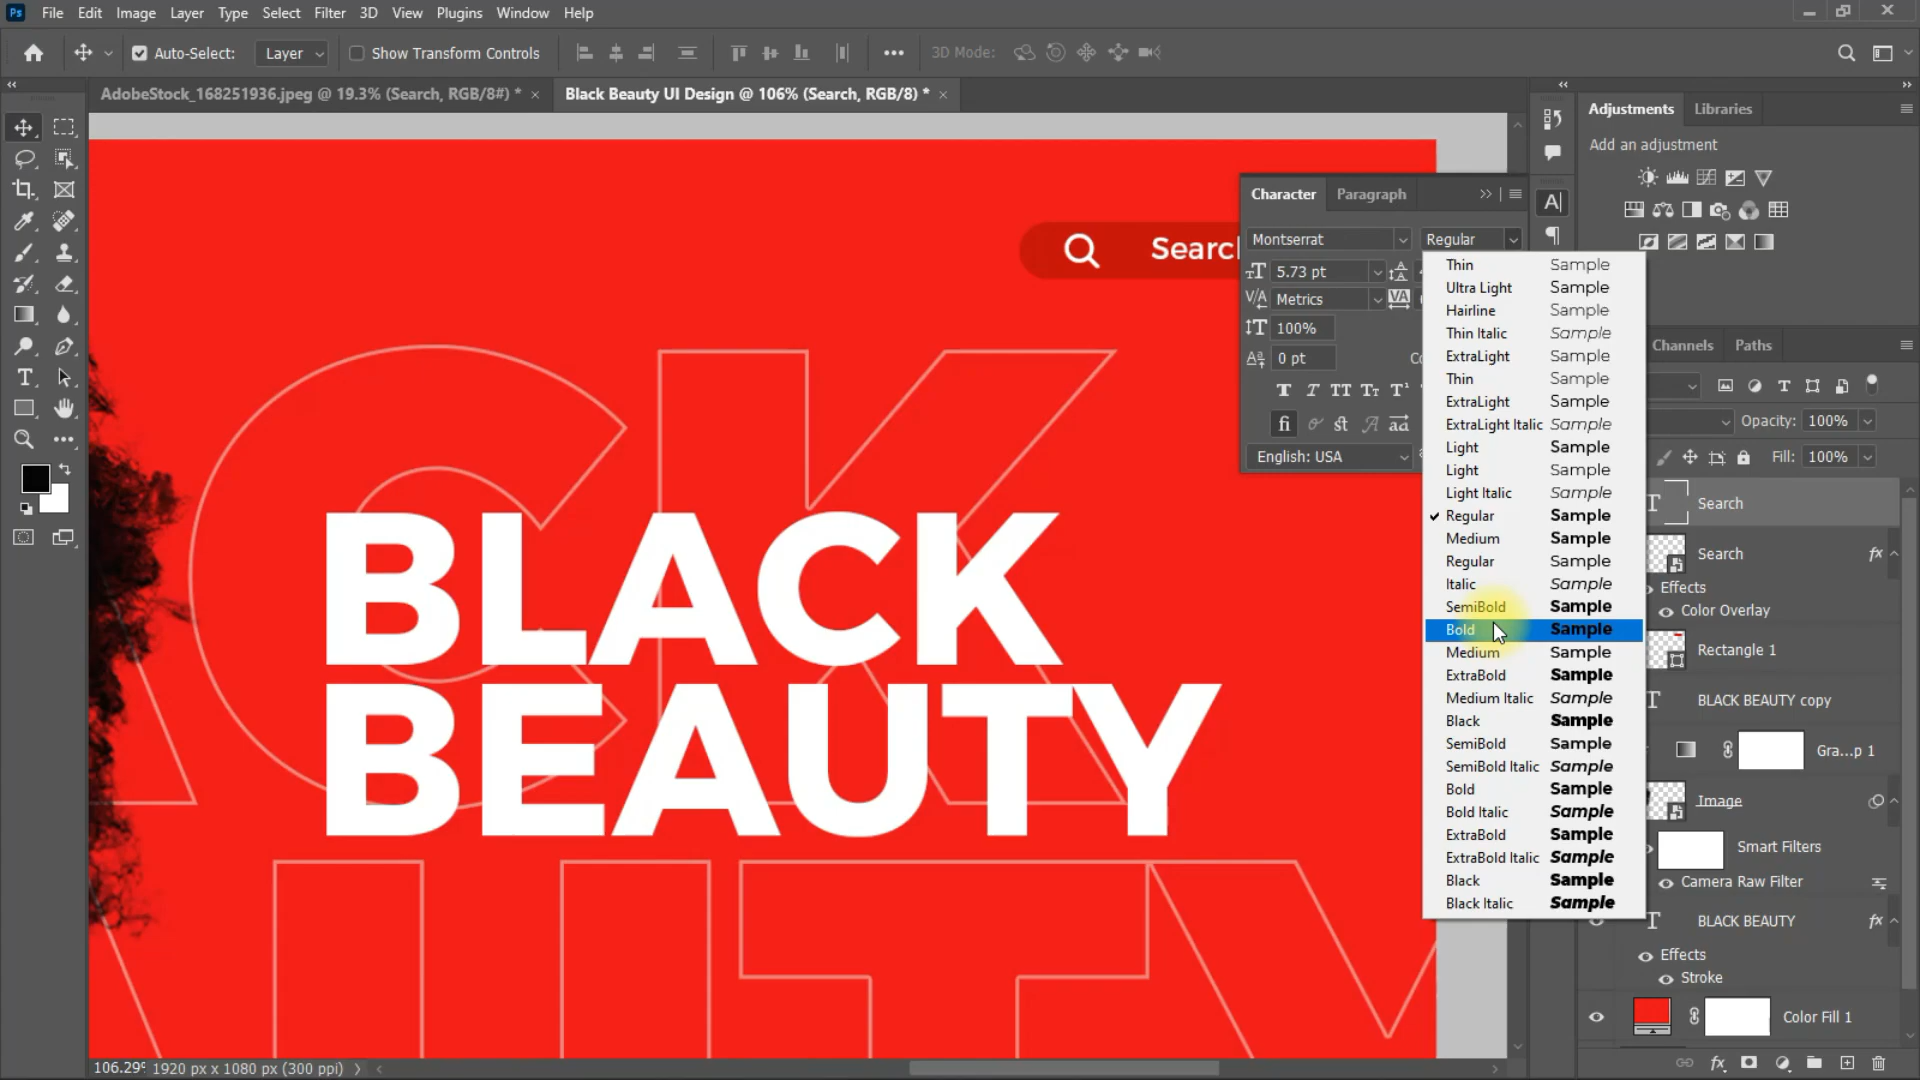 Ps File Edit Image Layer Type Select Filter 3D View Plugins Window Help
Auto-Select: Layer Show Transform Controls 3D Mode:
AdobeStock_168251936.jpeg @ 19.3% (Search, RGB/8#) * Black Beauty UI Design @ 106% (Search, RGB/8) *
Adjustments Libraries
Add an adjustment
Character Paragraph
Search
Montserrat Regular
5.73 pt
Metrics
100%
0 pt
English: USA
Thin Sample
Ultra Light Sample
Hairline Sample
Thin Italic Sample
ExtraLight Sample
Thin Sample
ExtraLight Sample
ExtraLight Italic Sample
Light Sample
Light Sample
Light Italic Sample
Regular Sample
Medium Sample
Regular Sample
Italic Sample
SemiBold Sample
Bold Sample
Medium Sample
ExtraBold Sample
Medium Italic Sample
Black Sample
SemiBold Sample
SemiBold Italic Sample
Bold Sample
Bold Italic Sample
ExtraBold Sample
ExtraBold Italic Sample
Black Sample
Black Italic Sample
BLACK
BEAUTY
Channels Paths
Opacity: 100%
Fill: 100%
Search
Search fx
Effects
Color Overlay
Rectangle 1
BLACK BEAUTY copy
Gra...p 1
Image
Smart Filters
Camera Raw Filter
BLACK BEAUTY fx
Effects
Stroke
Color Fill 1
106.29% 1920 px x 1080 px (300 ppi)